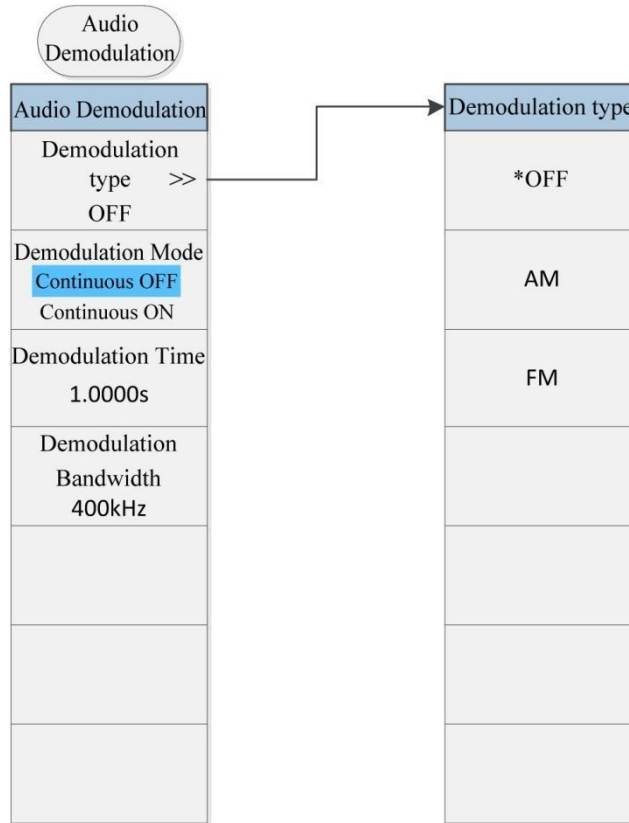 Audio
Demodulation
Audio Demodulation
Demodulation
type >>
OFF
Demodulation Mode
Continuous OFF
Continuous ON
Demodulation Time
1.0000s
Demodulation
Bandwidth
400kHz
Demodulation type
*OFF
AM
FM